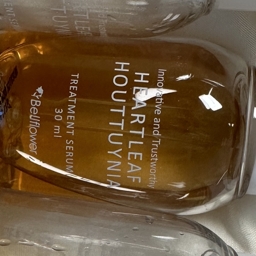 Innovative and Trustworthy
HEARTLEAF
HOUTTUYNIA
TREATMENT SERUM
30 ml
Bellflower